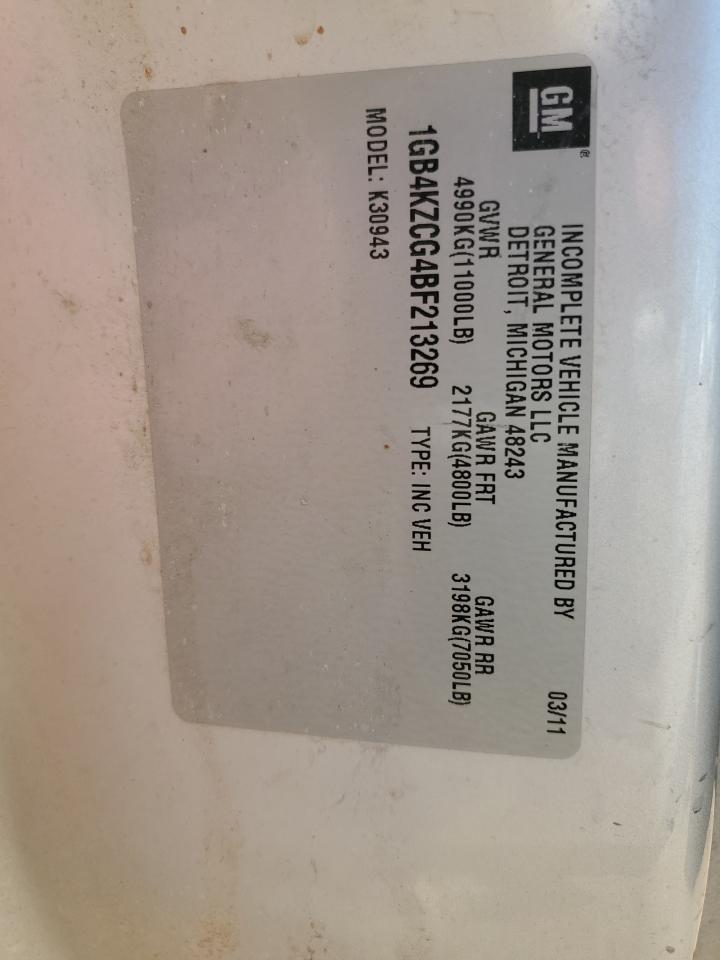 GM®
INCOMPLETE VEHICLE MANUFACTURED BY 03/11
GENERAL MOTORS LLC
DETROIT, MICHIGAN 48243
GVWR GAWR FRT GAWR RR
4990KG(11000LB) 2177KG(4800LB) 3198KG(7050LB)
1GB4KZCG4BF213269 TYPE: INC VEH
MODEL: K30943